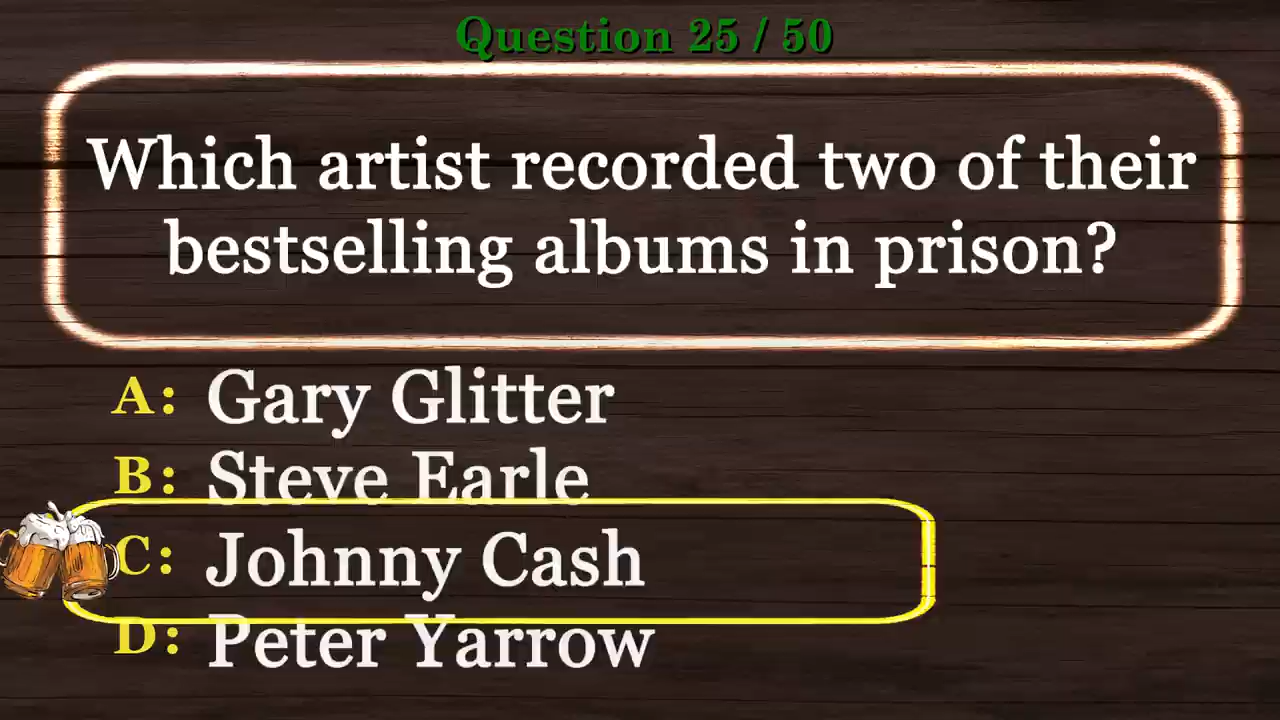 Question 25 / 50
Which artist recorded two of their
bestselling albums in prison?
A: Gary Glitter
B: Steve Earle
C: Johnny Cash
D: Peter Yarrow